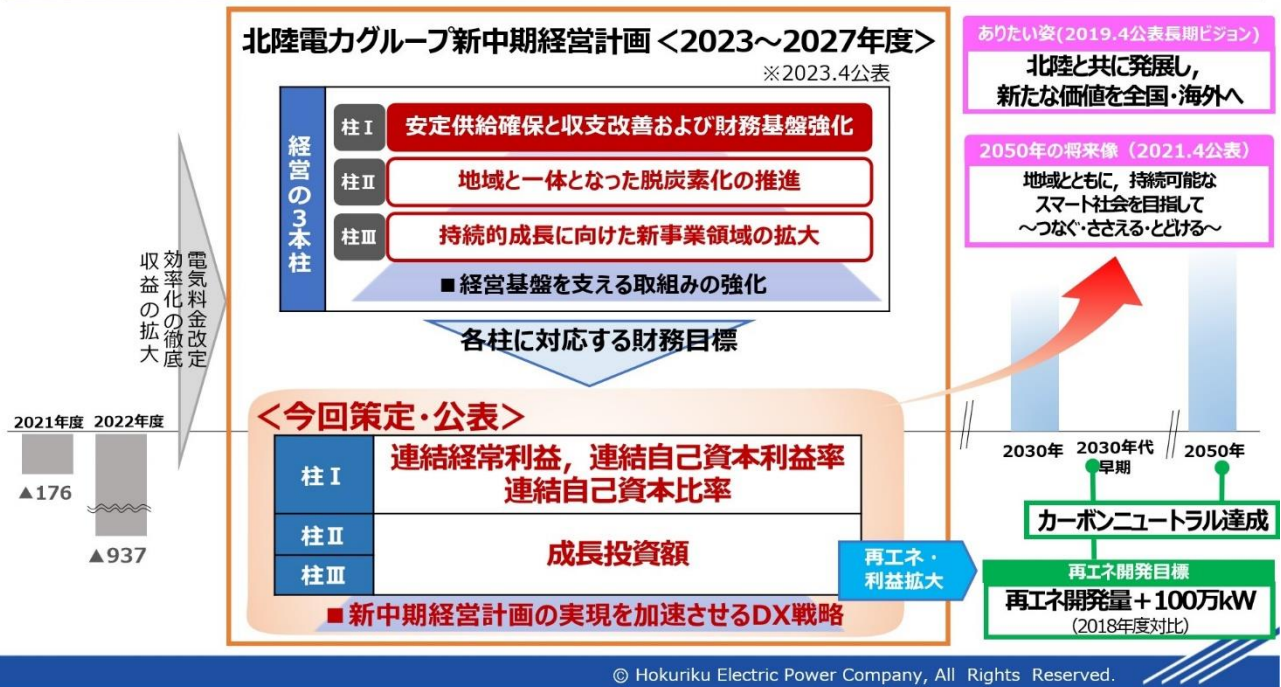 北陸電力グループ新中期経営計画＜2023～2027年度＞
※2023.4公表
経営の3本柱
柱Ⅰ
安定供給確保と収支改善および財務基盤強化
柱Ⅱ
地域と一体となった脱炭素化の推進
柱Ⅲ
持続的成長に向けた新事業領域の拡大
■経営基盤を支える取組みの強化
各柱に対応する財務目標
電気料金改定
効率化の徹底
収益の拡大
2021年度
2022年度
▲176
▲937
＜今回策定・公表＞
柱Ⅰ
連結経常利益，連結自己資本利益率
連結自己資本比率
柱Ⅱ
柱Ⅲ
成長投資額
■新中期経営計画の実現を加速させるDX戦略
再エネ・
利益拡大
ありたい姿(2019.4公表長期ビジョン)
北陸と共に発展し，
新たな価値を全国・海外へ
2050年の将来像（2021.4公表）
地域とともに，持続可能な
スマート社会を目指して
～つなぐ・ささえる・とどける～
2030年
2030年代
早期
2050年
カーボンニュートラル達成
再エネ開発目標
再エネ開発量＋100万kW
（2018年度対比）
© Hokuriku Electric Power Company, All Rights Reserved.